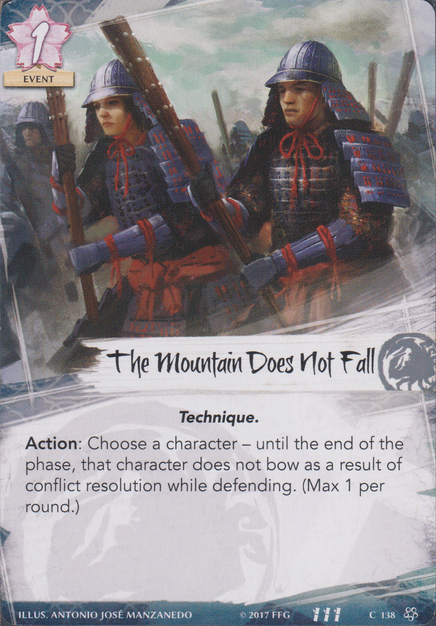 1
EVENT
The Mountain Does Not Fall
Technique.
Action: Choose a character – until the end of the
phase, that character does not bow as a result of
conflict resolution while defending. (Max 1 per
round.)
ILLUS. ANTONIO JOSÉ MANZANEDO © 2017 FFG C 138